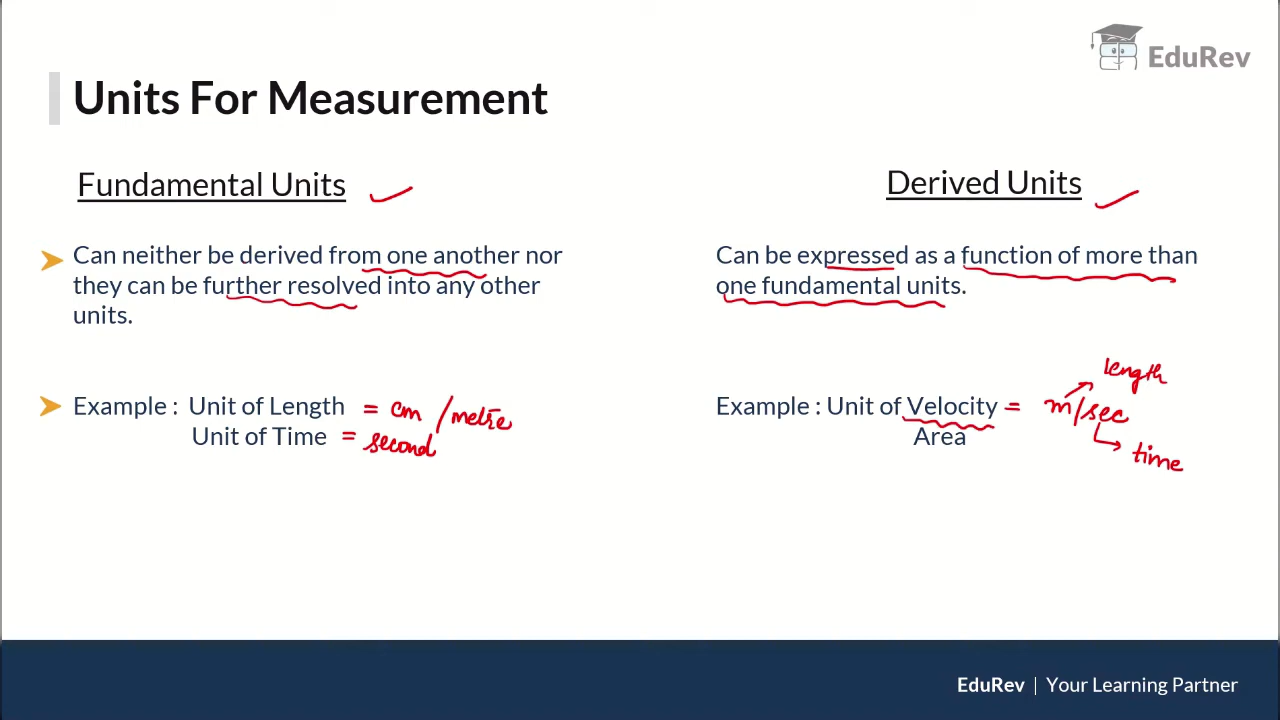 EduRev
Units For Measurement
Fundamental Units
Can neither be derived from one another nor
they can be further resolved into any other
units.
Example : Unit of Length = cm / metre
Unit of Time = second
Derived Units
Can be expressed as a function of more than
one fundamental units.
length
Example : Unit of Velocity = m/sec
Area
time
EduRev | Your Learning Partner